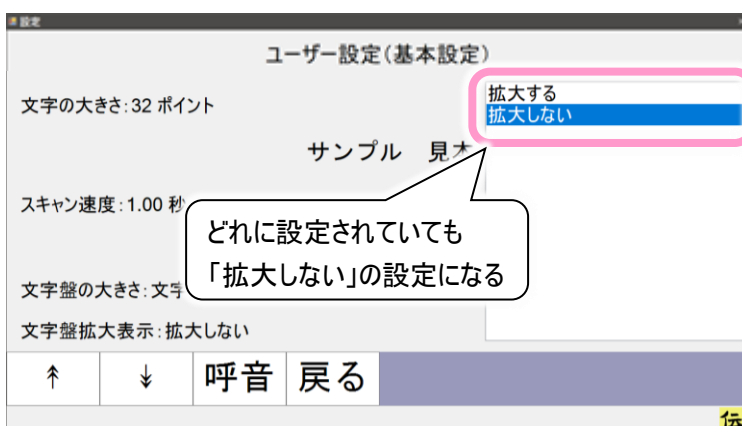 設定
ユーザー設定(基本設定)
文字の大きさ:32 ポイント
拡大する
拡大しない
サンプル 見本
スキャン速度:1.00 秒
どれに設定されていても
「拡大しない」の設定になる
文字盤の大きさ:文字
文字盤拡大表示:拡大しない
↟
↡
呼音
戻る
伝